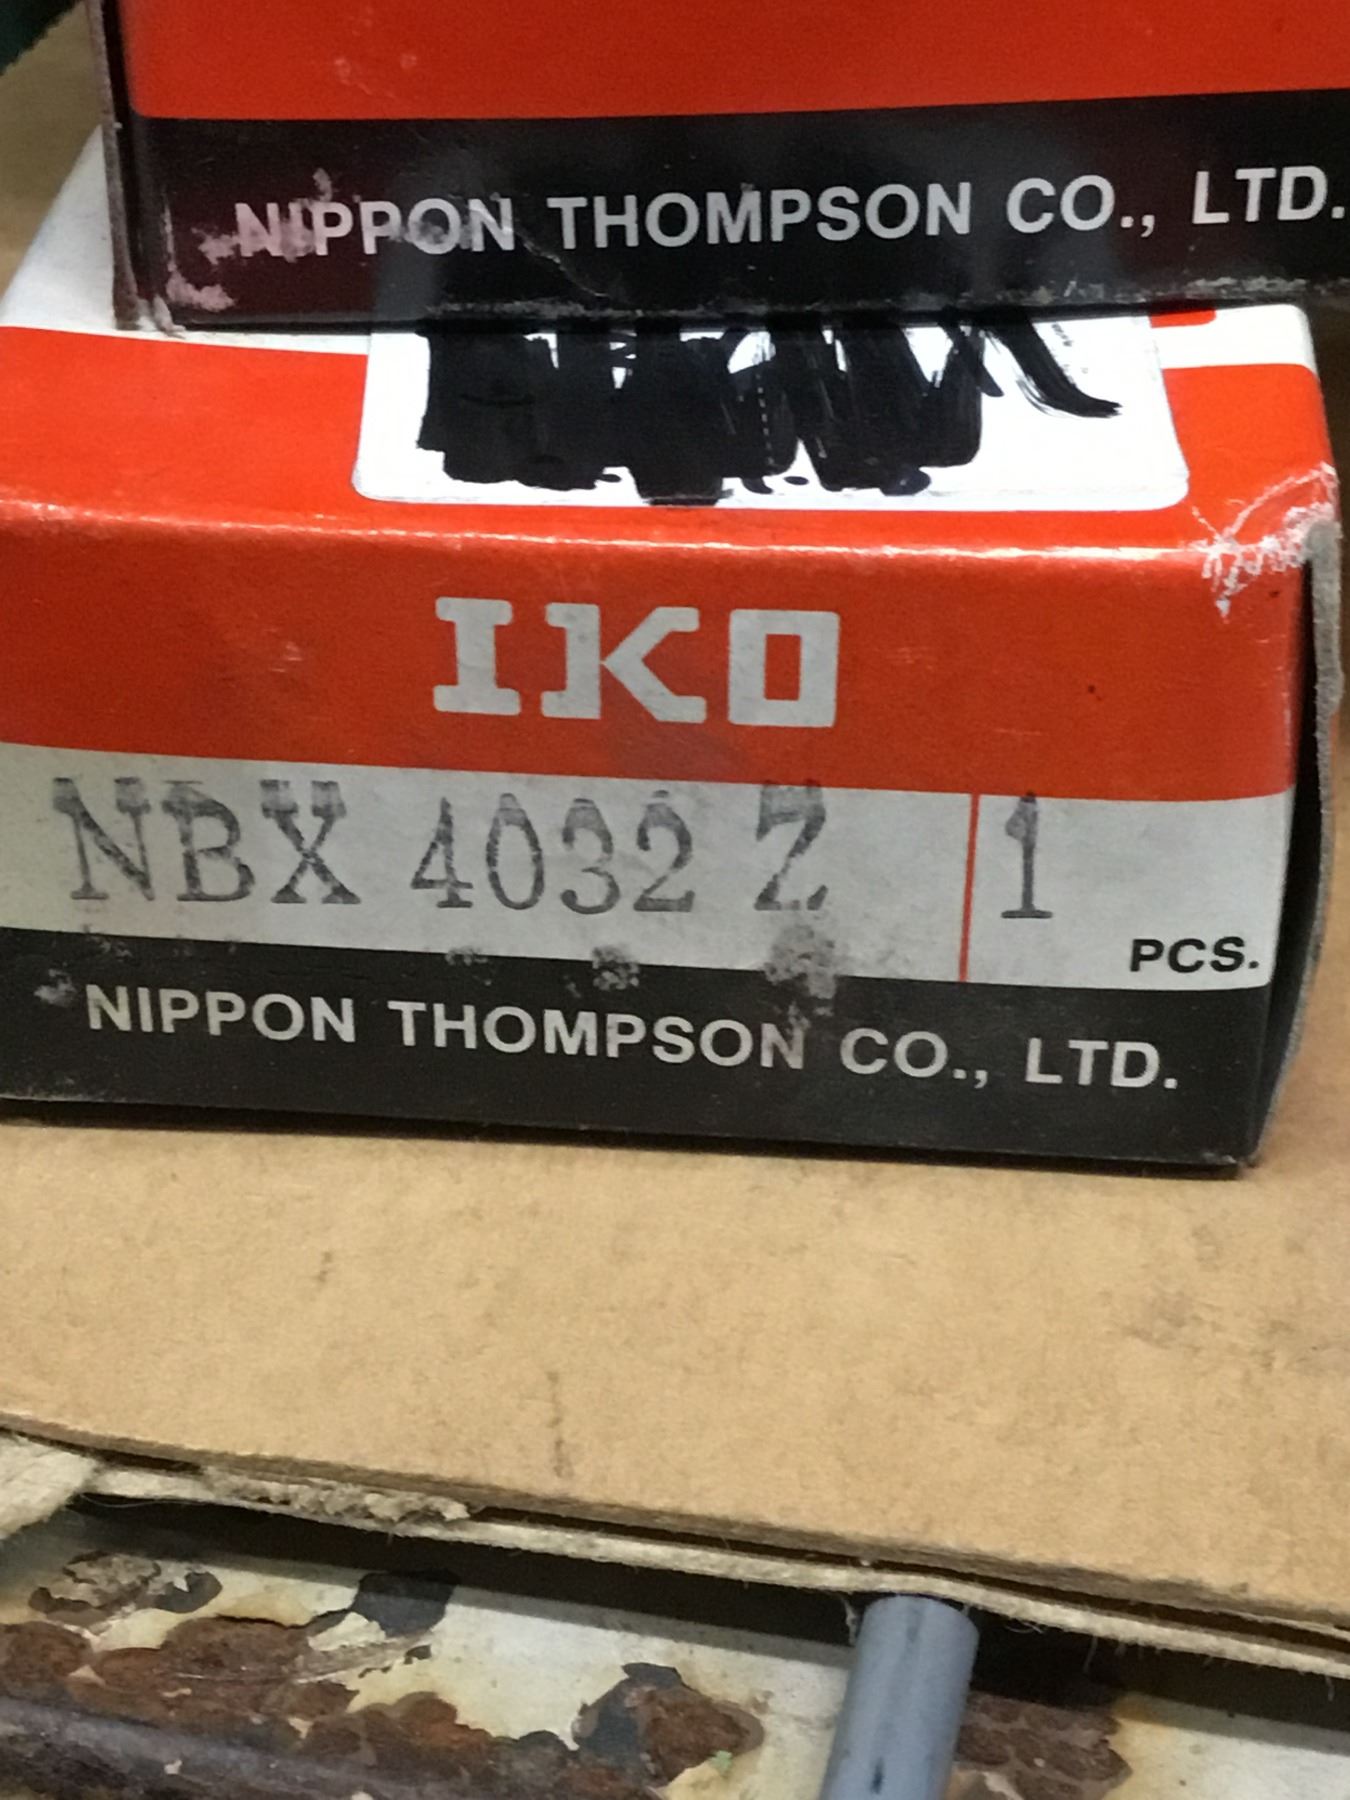 NIPPON THOMPSON CO., LTD.
IKO
NBX 4032 Z 1
PCS.
NIPPON THOMPSON CO., LTD.